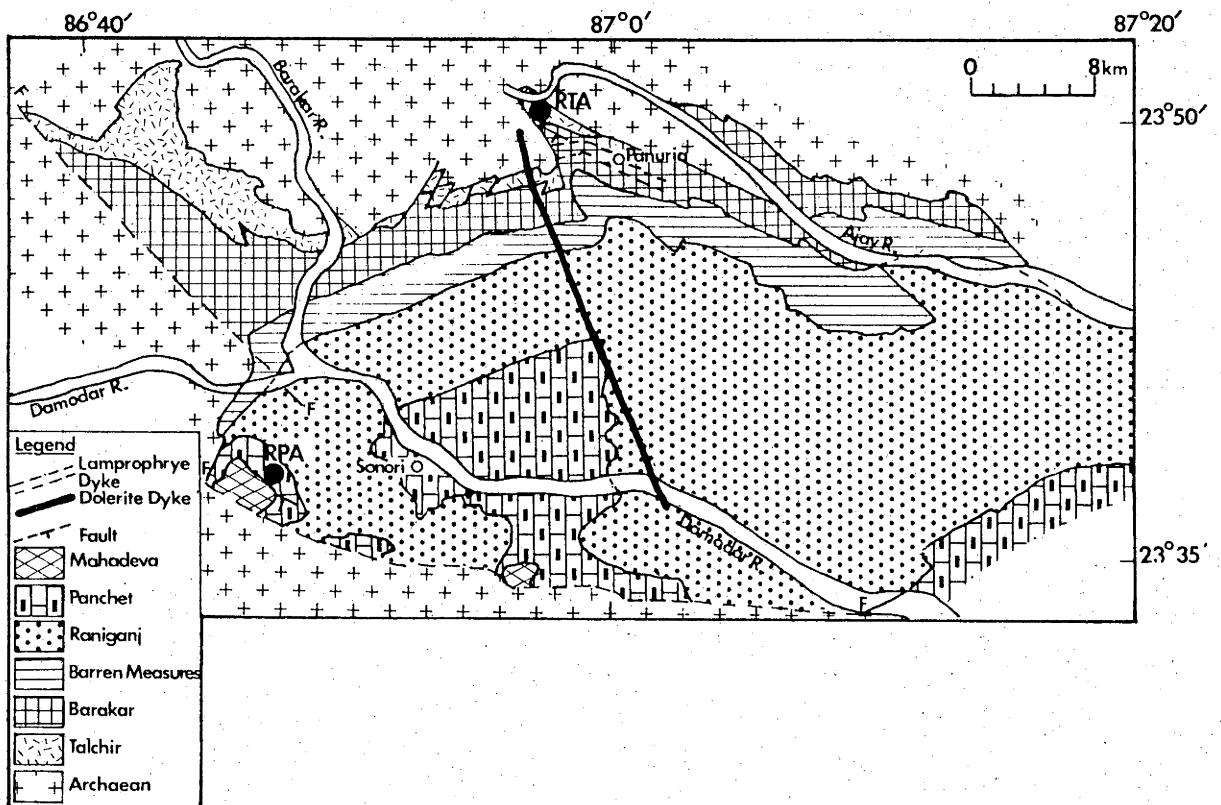 86°40′ 87°0′ 87°20′
0 8km
Barakar R.
RTA
23°50′
Panuria
Ajay R.
Damodar R.
F
F
F
RPA
Sonori
Damodar R.
F
23°35′
Legend
Lamprophrye
Dyke
Dolerite Dyke
Fault
Mahadeva
Panchet
Raniganj
Barren Measures
Barakar
Talchir
Archaean